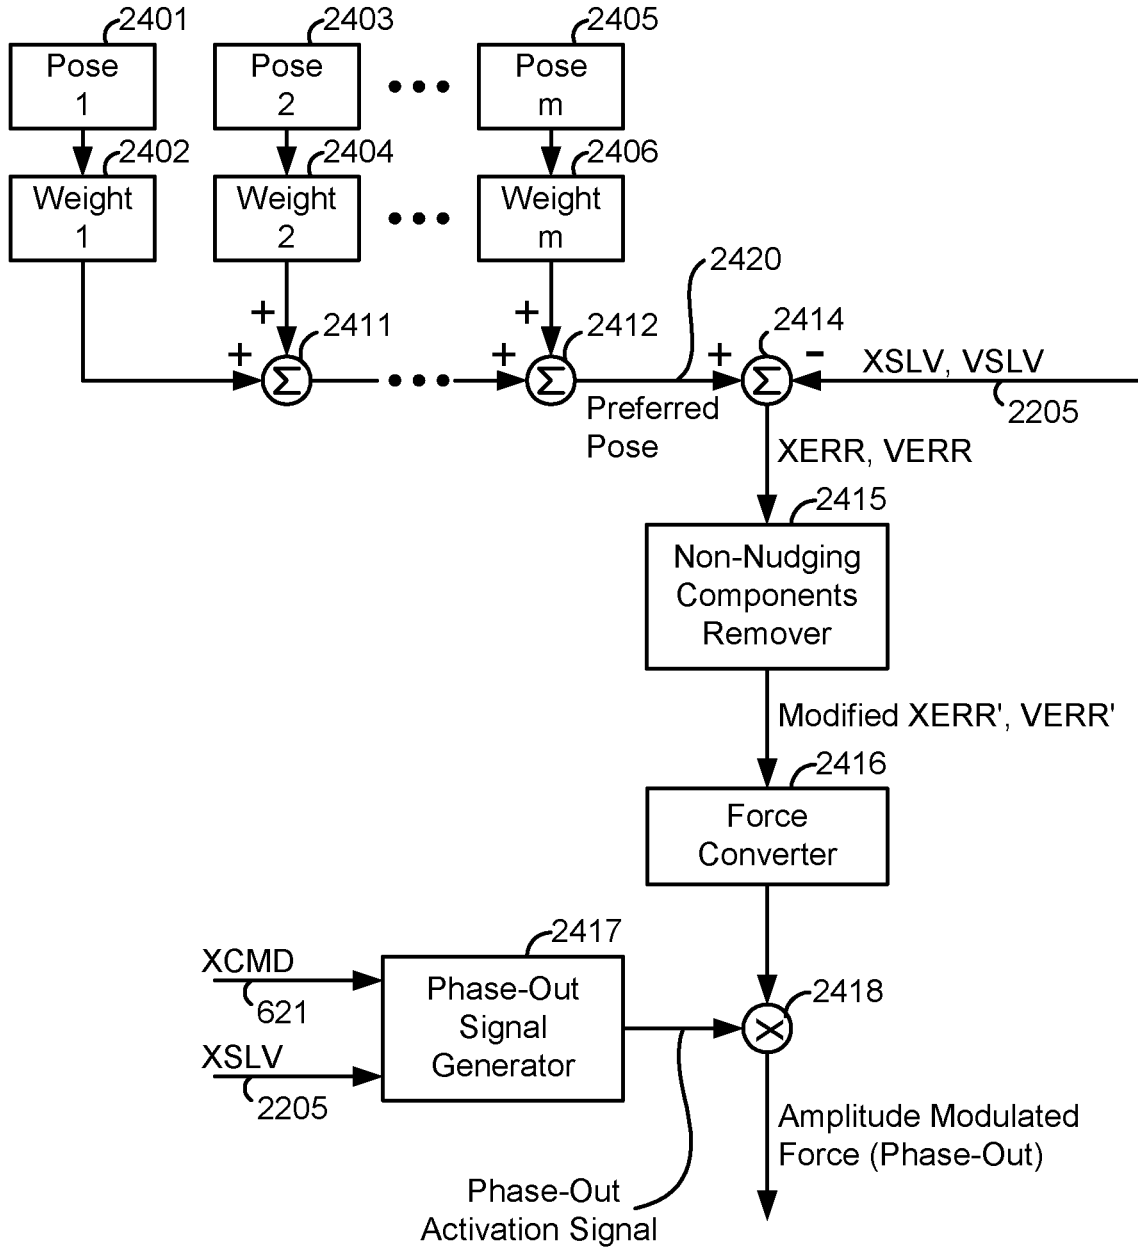 2401
2403
2405
Pose
1
Pose
2
Pose
m
2402
2404
2406
Weight
1
Weight
2
Weight
m
2420
+
+
2411
2412
2414
+
+
+
-
Σ
Σ
Σ
XSLV, VSLV
2205
Preferred
Pose
XERR, VERR
2415
Non-Nudging
Components
Remover
Modified XERR', VERR'
2416
Force
Converter
2417
XCMD
621
XSLV
2205
Phase-Out
Signal
Generator
2418
X
Amplitude Modulated
Force (Phase-Out)
Phase-Out
Activation Signal